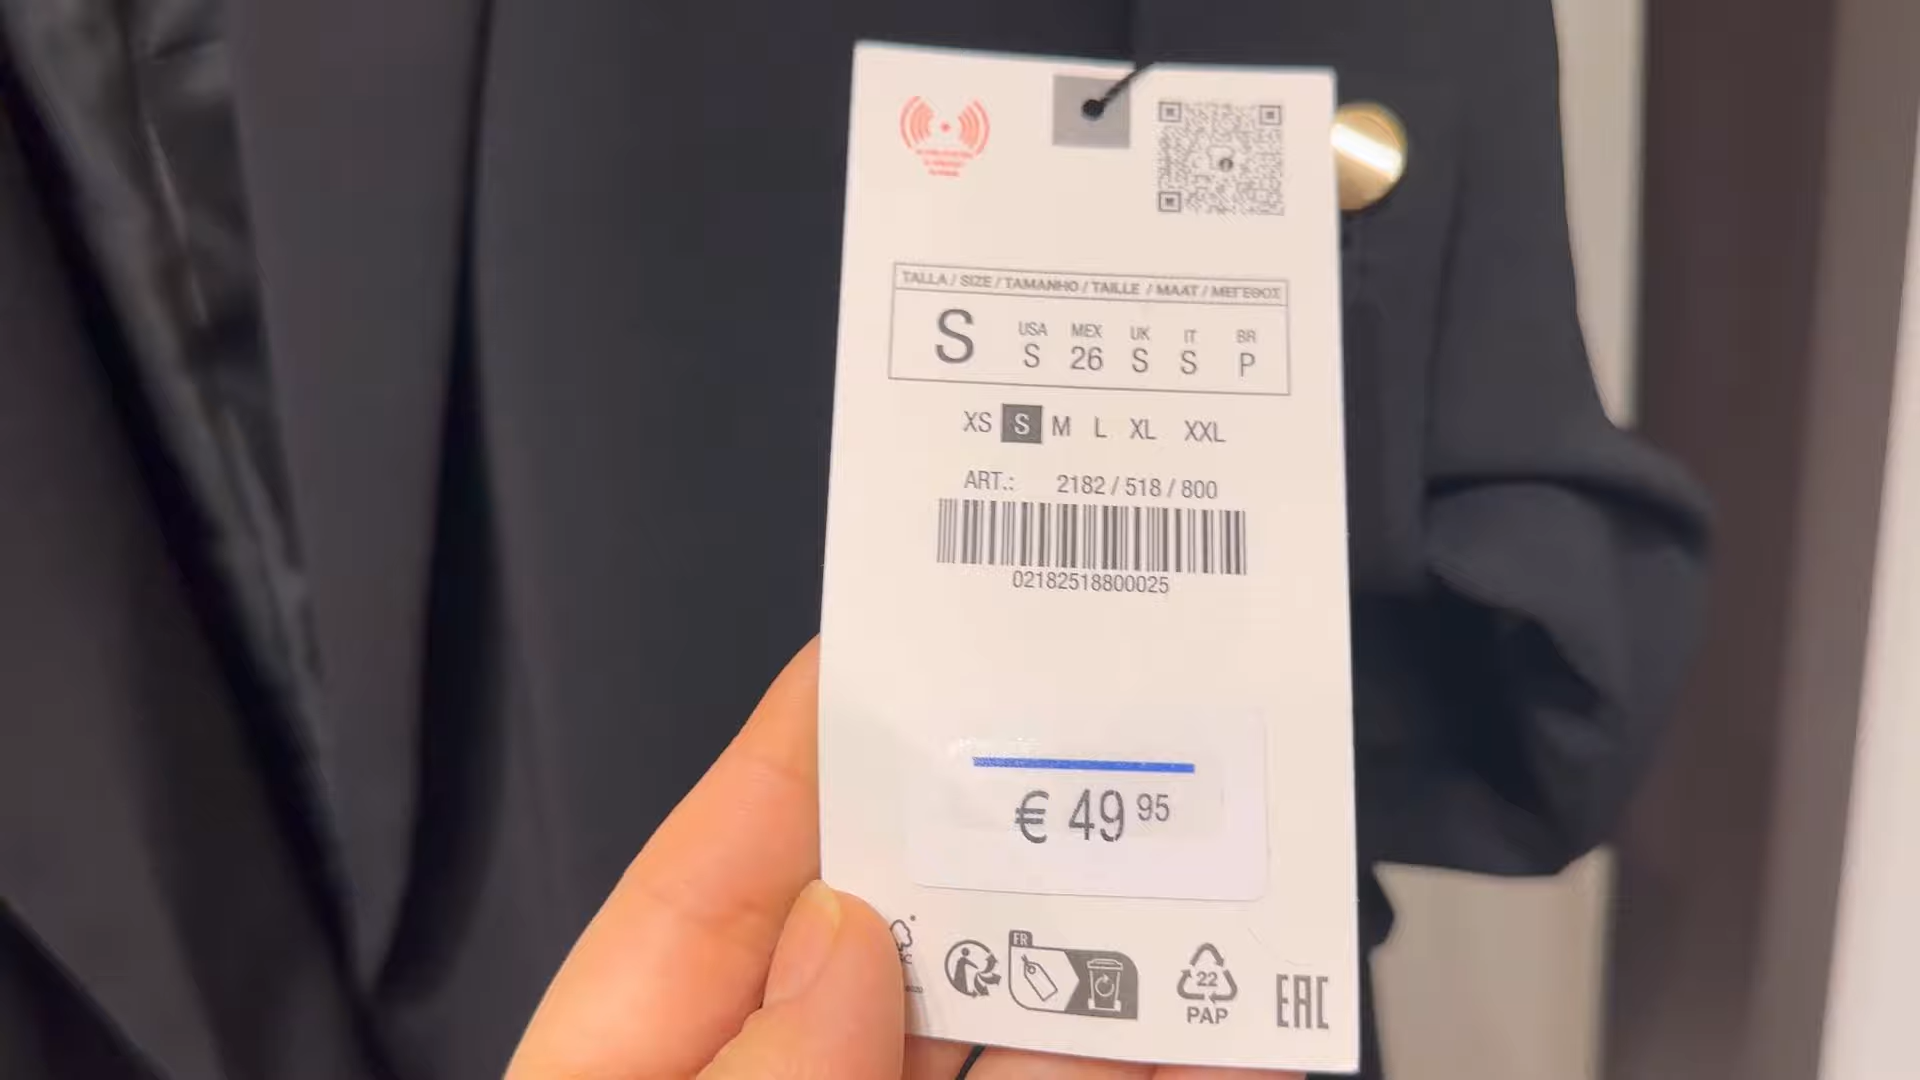 TALLA / SIZE / TAMANHO / TAILLE / MAAT / ΜΕΓΕΘΟΣ
USA MEX UK IT BR
S S 26 S S P
XS S M L XL XXL
ART.: 2182 / 518 / 800
02182518800025
€ 49 95
FR
22
PAP
EAC